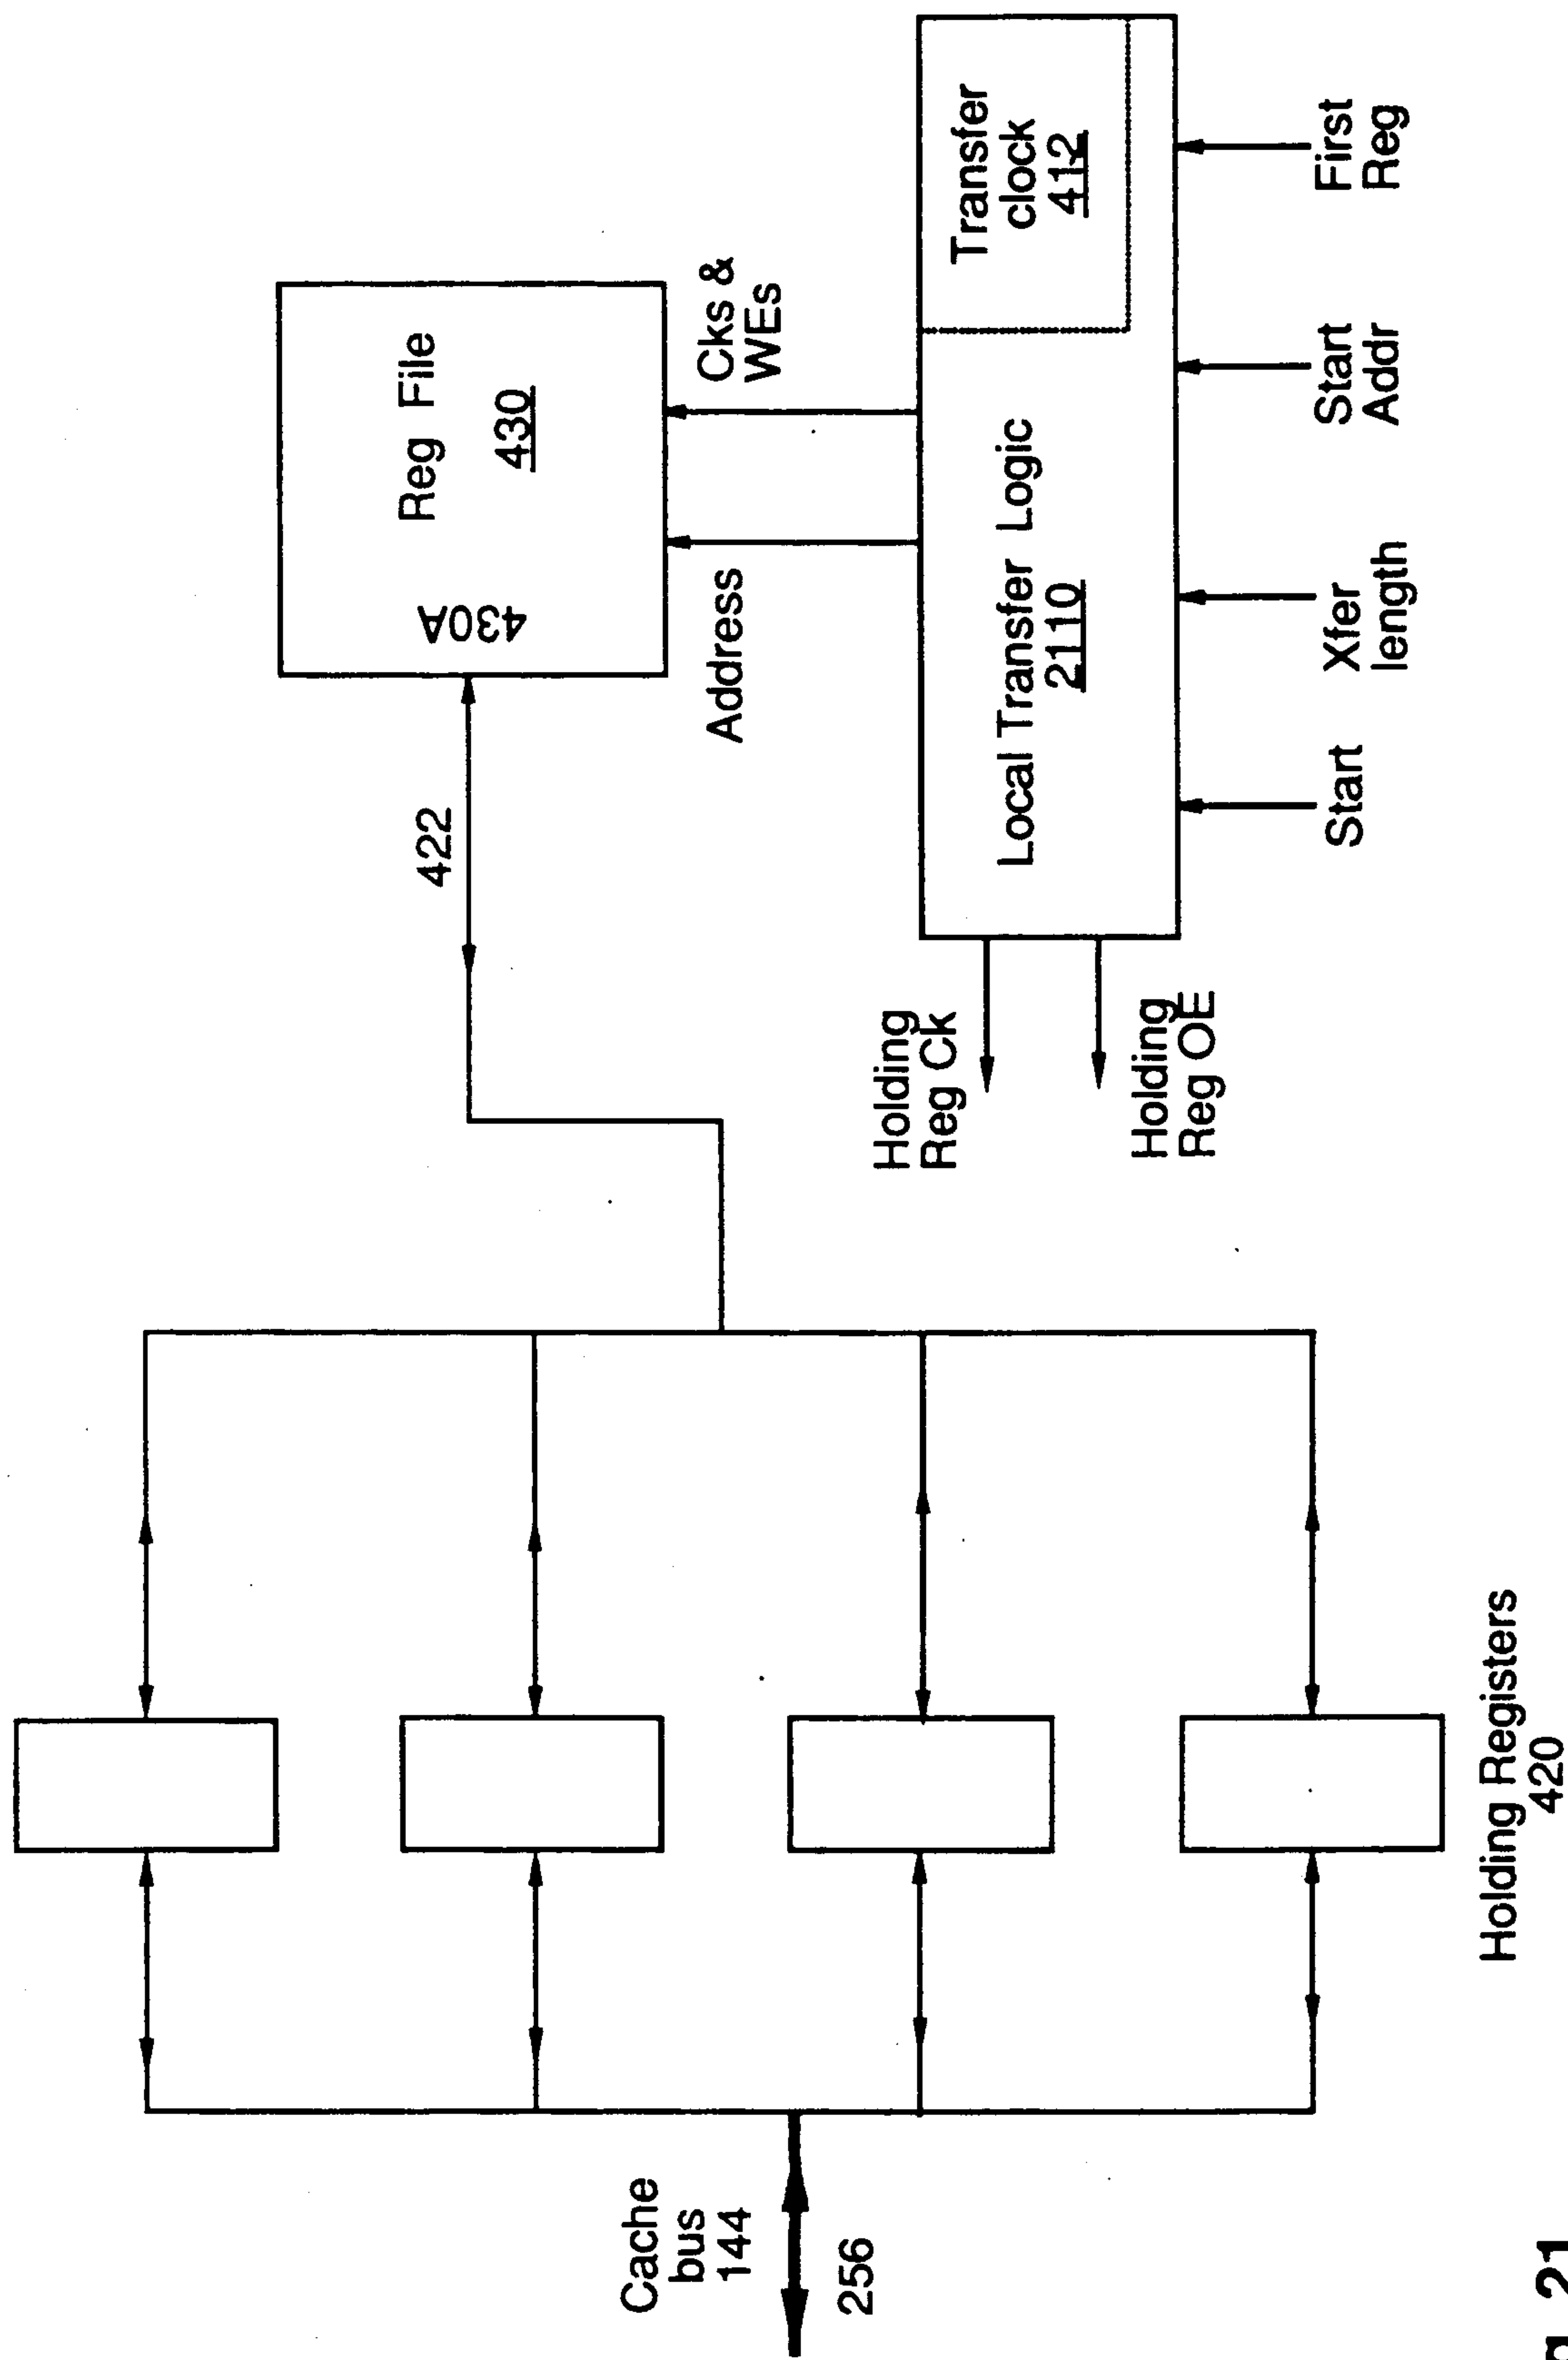 Cache
bus
144
256
Holding Registers
420
422
Reg File
430
430A
Address
Cks &
WEs
Holding
Reg Ck
Holding
Reg OE
Local Transfer Logic
2110
Transfer
clock
412
Start
Xfer
length
Start
Addr
First
Reg
21